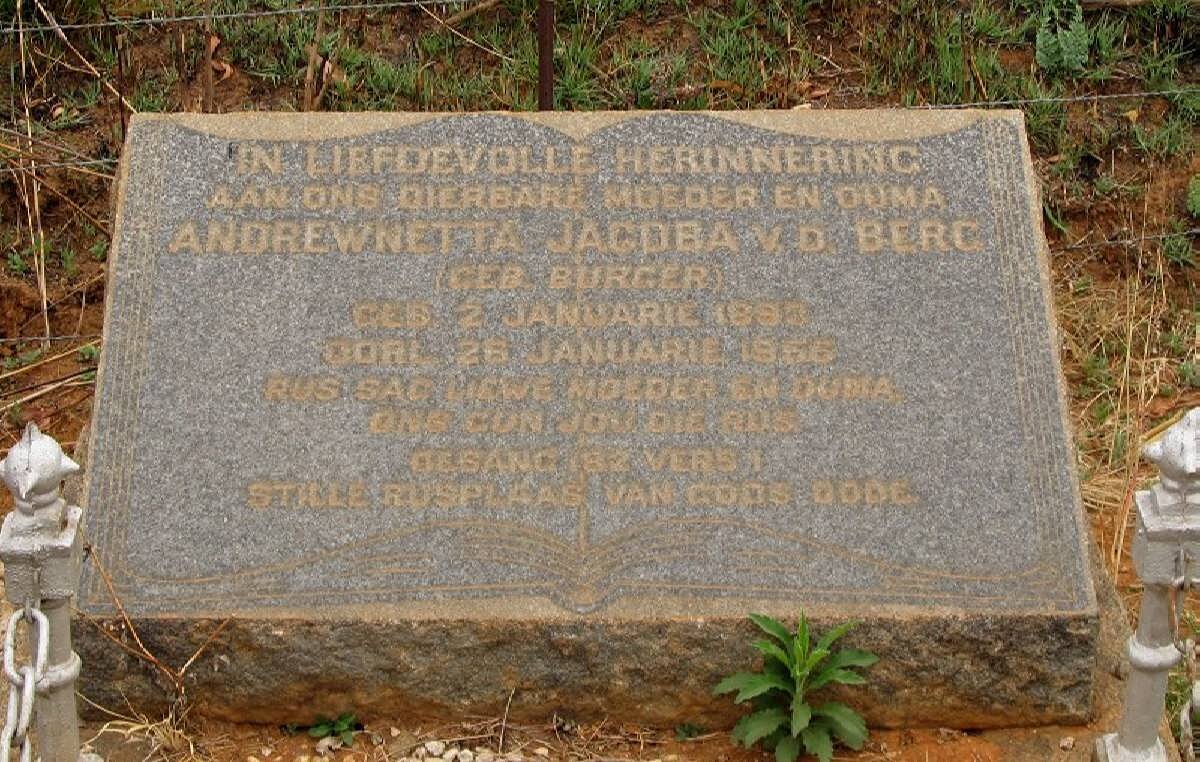 IN LIEFDEVOLLE HERINNERING
AAN ONS DIERBARE MOEDER EN OUMA
ANDREWNETTA JACOBA V.D. BERG
(GEB. BURGER)
GEB. 2 JANUARIE
OORL. 26 JANUARIE
RUS SAG LIEWE MOEDER EN OUMA,
ONS GUN JOU DIE RUS
GESANG VERS 1
STILLE RUSPLAAS VAN GODS DODE.